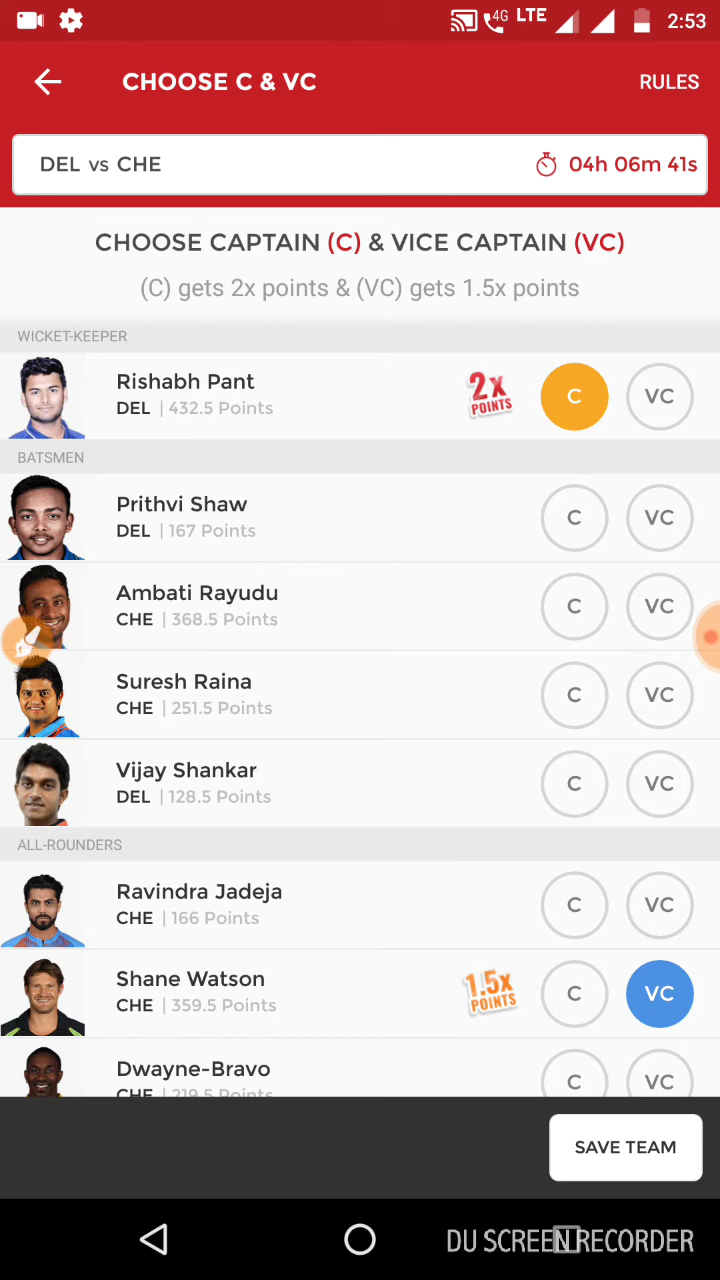 4G LTE 2:53
CHOOSE C & VC RULES
DEL vs CHE 04h 06m 41s
CHOOSE CAPTAIN (C) & VICE CAPTAIN (VC)
(C) gets 2x points & (VC) gets 1.5x points
WICKET-KEEPER
Rishabh Pant
DEL | 432.5 Points
2x POINTS
C VC
BATSMEN
Prithvi Shaw
DEL | 167 Points
C VC
Ambati Rayudu
CHE | 368.5 Points
C VC
Suresh Raina
CHE | 251.5 Points
C VC
Vijay Shankar
DEL | 128.5 Points
C VC
ALL-ROUNDERS
Ravindra Jadeja
CHE | 166 Points
C VC
Shane Watson
CHE | 359.5 Points
1.5x POINTS
C VC
Dwayne-Bravo
CHE | 219.5 Points
C VC
SAVE TEAM
DU SCREEN RECORDER